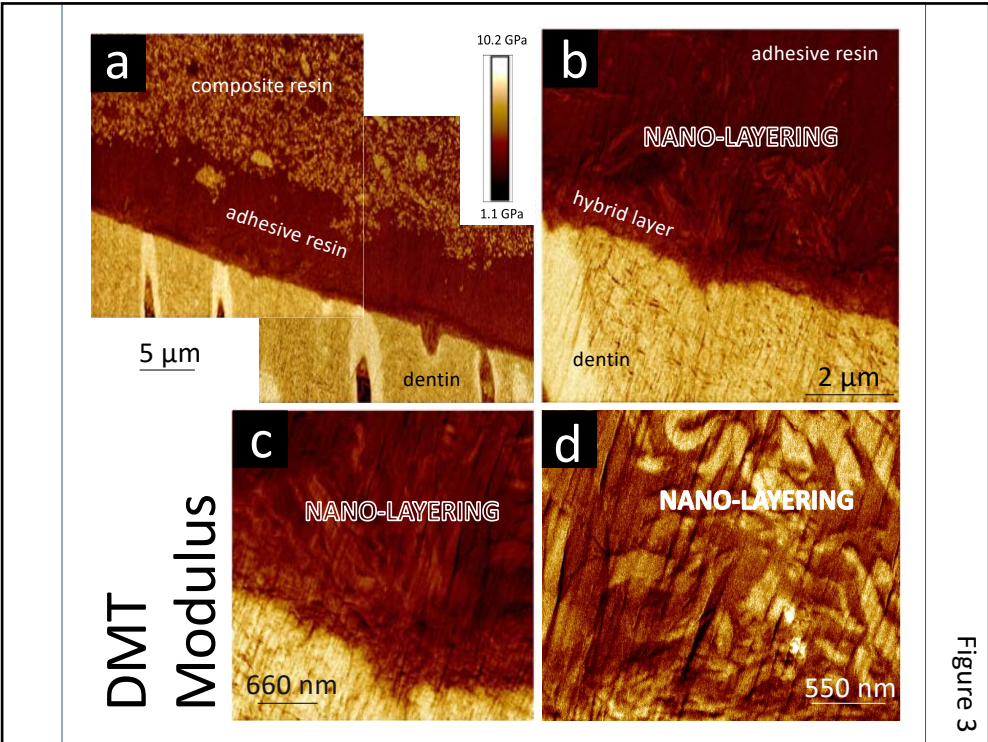 a
composite resin
adhesive resin
dentin
5 µm
10.2 GPa
1.1 GPa
b
adhesive resin
NANO-LAYERING
hybrid layer
dentin
2 µm
c
NANO-LAYERING
660 nm
d
NANO-LAYERING
550 nm
DMT
Modulus
Figure 3